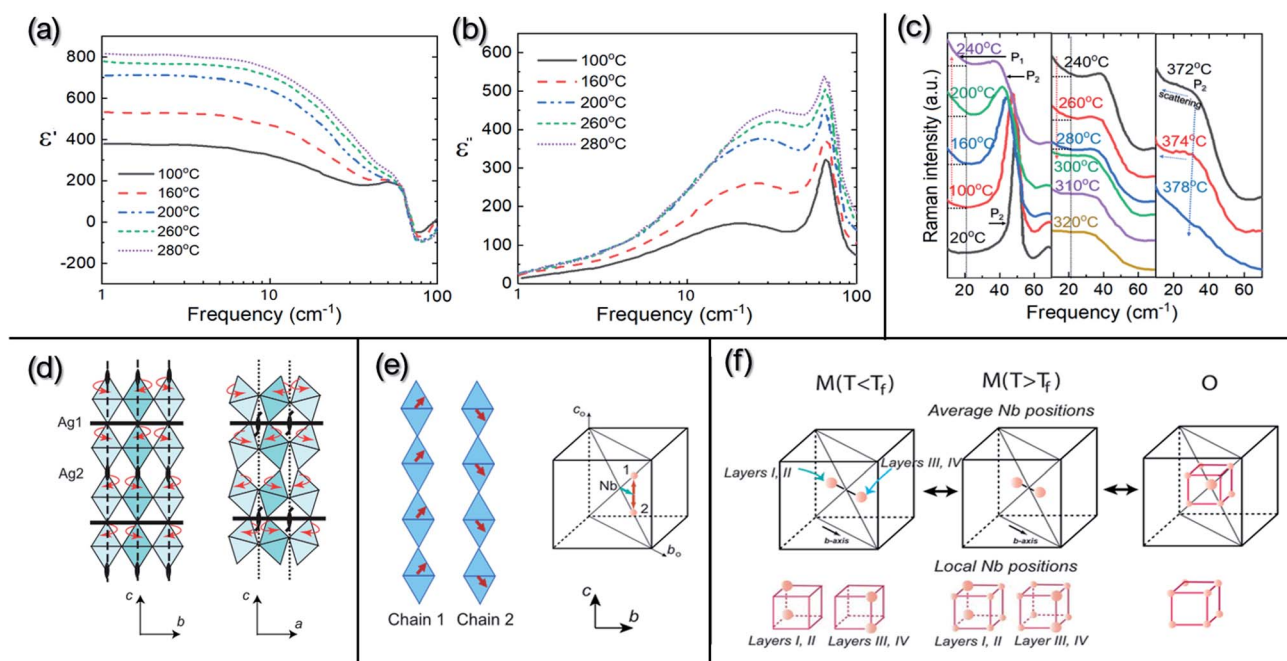 (a)
800
600
400
200
0
-200
ε'
100°C
160°C
200°C
260°C
280°C
1
10
100
Frequency (cm⁻¹)
(b)
600
500
400
300
200
100
0
ε''
100°C
160°C
200°C
260°C
280°C
1
10
100
Frequency (cm⁻¹)
(c)
Raman intensity (a.u.)
240°C
P₁
P₂
200°C
160°C
100°C
P₂
20°C
240°C
260°C
280°C
300°C
310°C
320°C
372°C
P₂
scattering
374°C
378°C
20 40 60 20 40 60 20 40 60
Frequency (cm⁻¹)
(d)
Ag1
Ag2
c
b
c
a
(e)
Chain 1 Chain 2
cₒ
1
Nb
2
bₒ
c
b
(f)
M(T<Tf) M(T>Tf) O
Average Nb positions
Layers I, II
Layers III, IV
b-axis
b-axis
Local Nb positions
Layers I, II Layers III, IV Layers I, II Layer III, IV